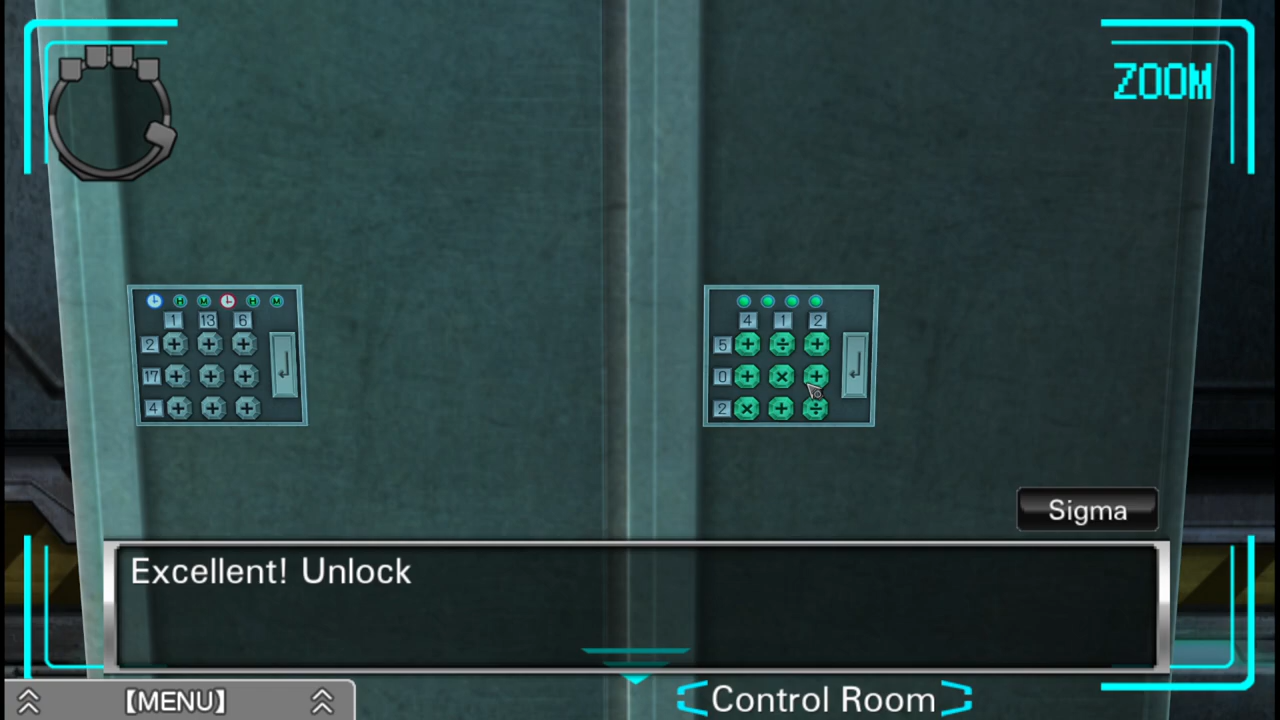 ZOOM
H M H M
1 13 6
2 + + +
17 + + +
4 + + +
4 1 2
5 + ÷ +
0 + × +
2 × + ÷
Sigma
Excellent! Unlock
【MENU】
Control Room